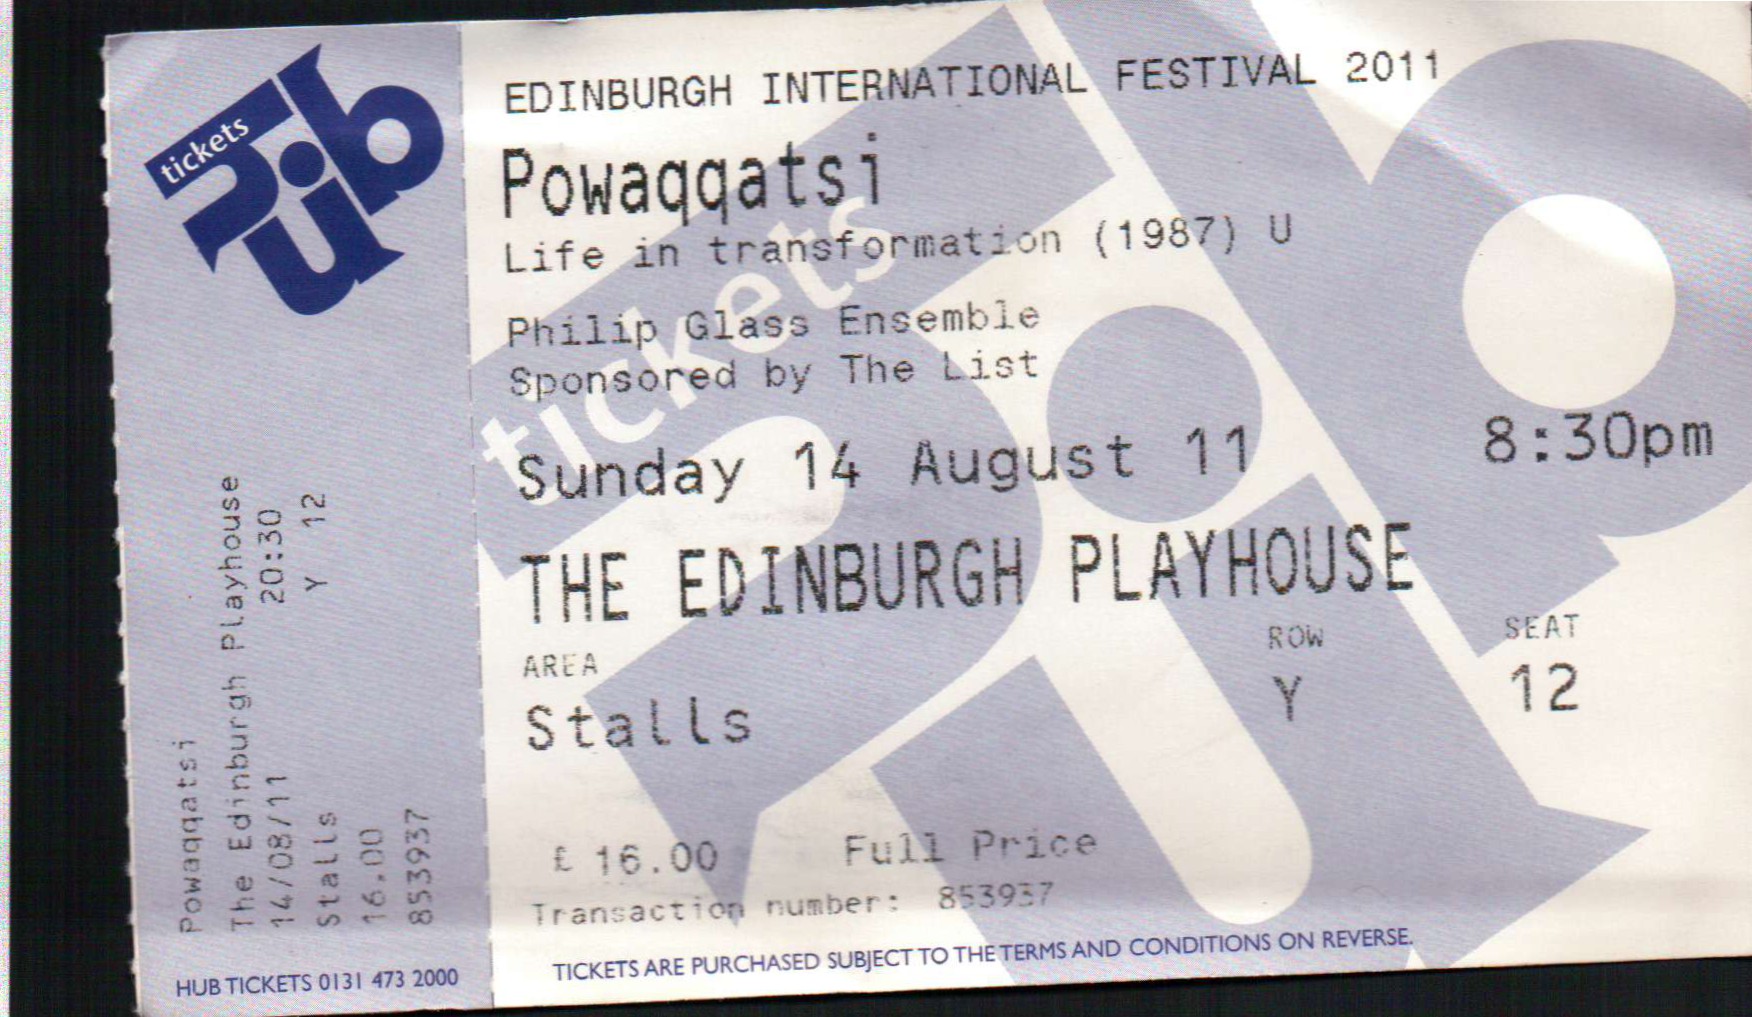 tickets
hub
EDINBURGH INTERNATIONAL FESTIVAL 2011
Powaqqatsi
Life in transformation (1987) U
Philip Glass Ensemble
Sponsored by The List
Sunday 14 August 11 8:30pm
THE EDINBURGH PLAYHOUSE
AREA ROW SEAT
Stalls Y 12
£ 16.00 Full Price
Transaction number: 853937
TICKETS ARE PURCHASED SUBJECT TO THE TERMS AND CONDITIONS ON REVERSE.
tickets
hub
Powaqqatsi
The Edinburgh Playhouse
14/08/11 20:30
Stalls Y 12
16.00
853937
HUB TICKETS 0131 473 2000